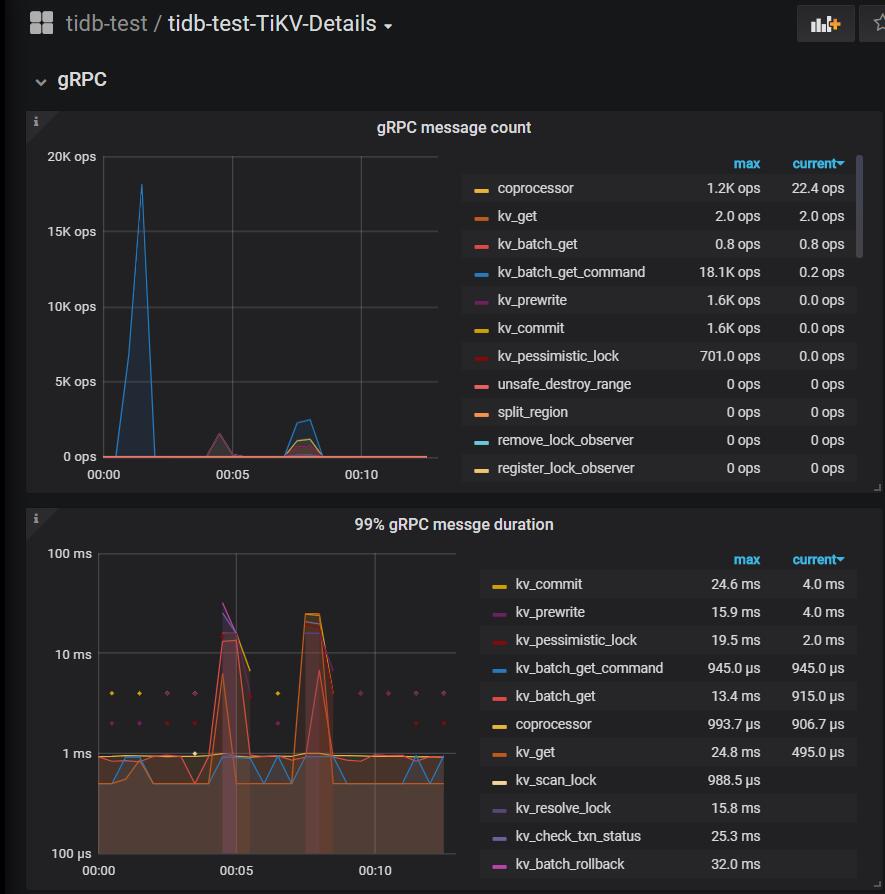 tidb-test / tidb-test-TiKV-Details
gRPC
gRPC message count
20K ops
15K ops
10K ops
5K ops
0 ops
00:00 00:05 00:10
max current
coprocessor 1.2K ops 22.4 ops
kv_get 2.0 ops 2.0 ops
kv_batch_get 0.8 ops 0.8 ops
kv_batch_get_command 18.1K ops 0.2 ops
kv_prewrite 1.6K ops 0.0 ops
kv_commit 1.6K ops 0.0 ops
kv_pessimistic_lock 701.0 ops 0.0 ops
unsafe_destroy_range 0 ops 0 ops
split_region 0 ops 0 ops
remove_lock_observer 0 ops 0 ops
register_lock_observer 0 ops 0 ops
99% gRPC messge duration
100 ms
10 ms
1 ms
100 µs
00:00 00:05 00:10
max current
kv_commit 24.6 ms 4.0 ms
kv_prewrite 15.9 ms 4.0 ms
kv_pessimistic_lock 19.5 ms 2.0 ms
kv_batch_get_command 945.0 µs 945.0 µs
kv_batch_get 13.4 ms 915.0 µs
coprocessor 993.7 µs 906.7 µs
kv_get 24.8 ms 495.0 µs
kv_scan_lock 988.5 µs
kv_resolve_lock 15.8 ms
kv_check_txn_status 25.3 ms
kv_batch_rollback 32.0 ms